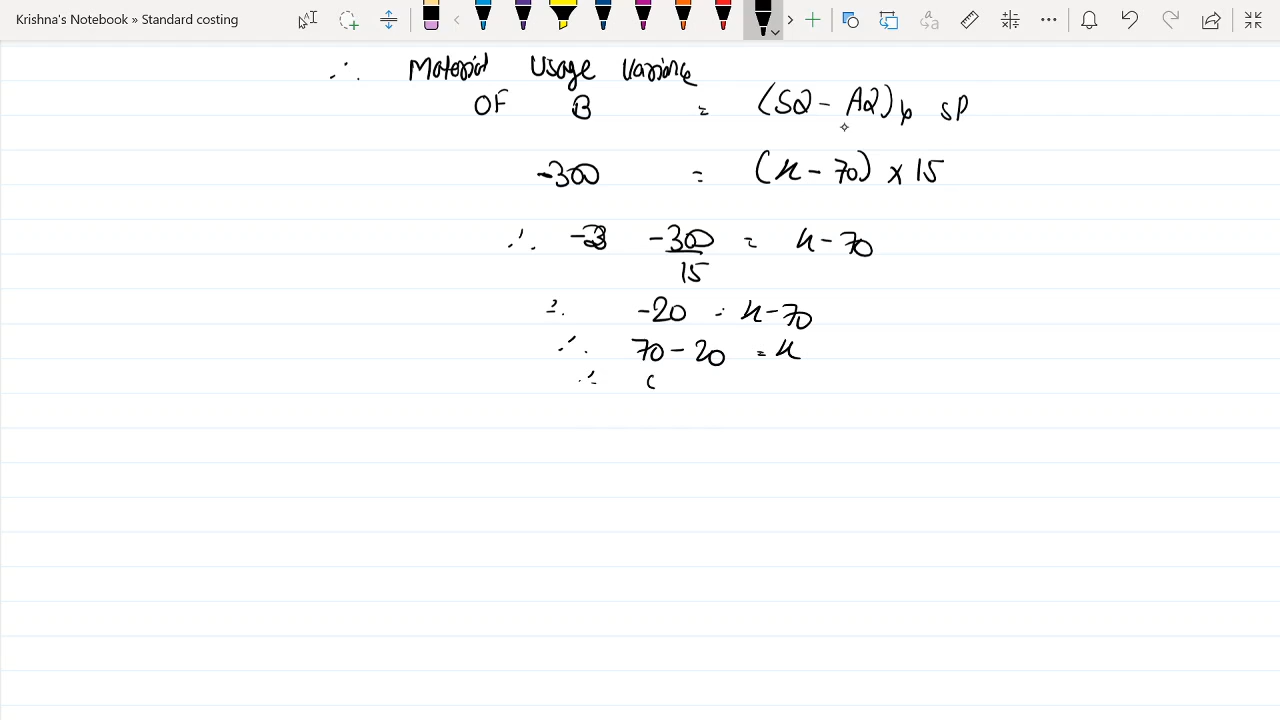 Krishna's Notebook » Standard costing
∴ Material Usage Variance
OF B = (SQ - AQ) SP
-300 = (x - 70) × 15
∴ -300/15 = x - 70
∴ -20 = x - 70
∴ 70 - 20 = x
∴